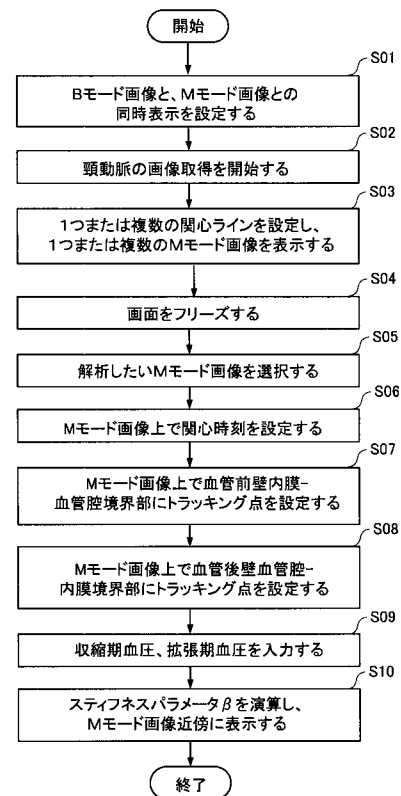 開始
S01
Bモード画像と、Mモード画像との
同時表示を設定する
S02
頸動脈の画像取得を開始する
S03
1つまたは複数の関心ラインを設定し、
1つまたは複数のMモード画像を表示する
S04
画面をフリーズする
S05
解析したいMモード画像を選択する
S06
Mモード画像上で関心時刻を設定する
S07
Mモード画像上で血管前壁内膜-
血管腔境界部にトラッキング点を設定する
S08
Mモード画像上で血管後壁血管腔-
内膜境界部にトラッキング点を設定する
S09
収縮期血圧、拡張期血圧を入力する
S10
スティフネスパラメータβを演算し、
Mモード画像近傍に表示する
終了